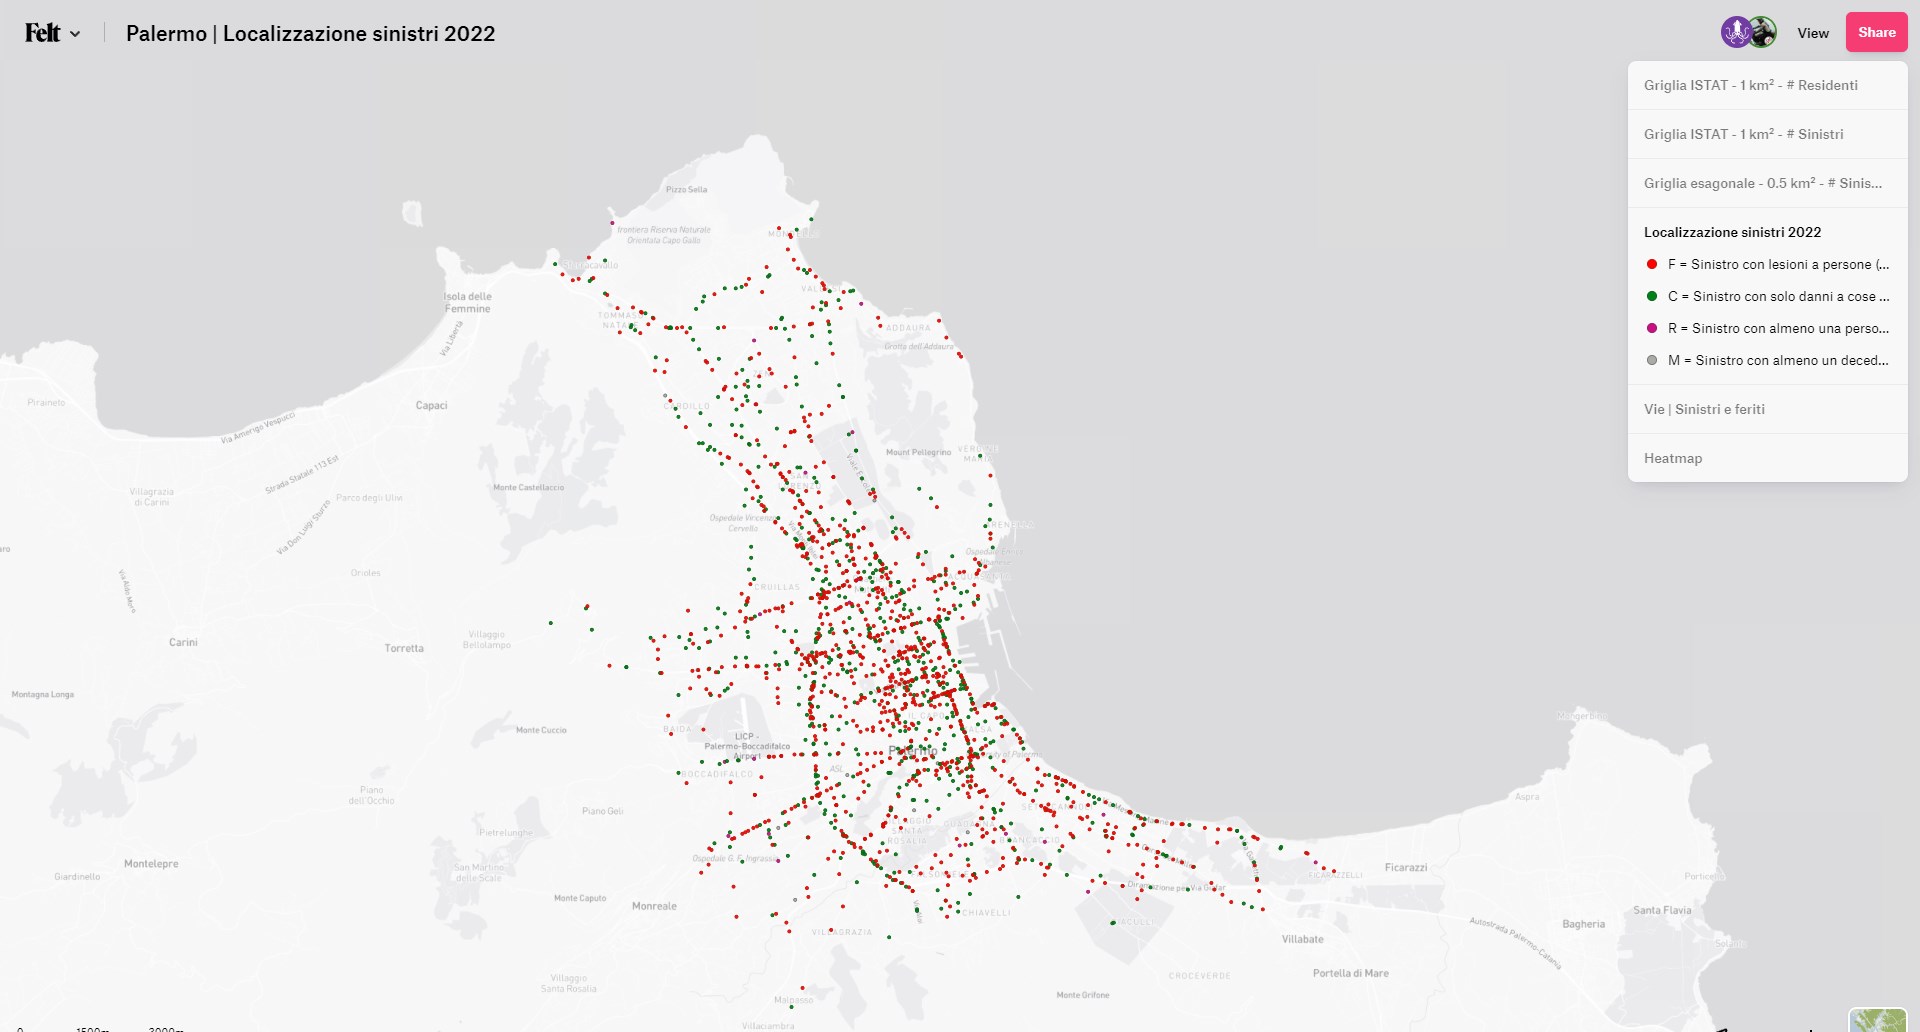 Felt
Palermo | Localizzazione sinistri 2022
View
Share
Griglia ISTAT - 1 km² - # Residenti
Griglia ISTAT - 1 km² - # Sinistri
Griglia esagonale - 0.5 km² - # Sinis...
Localizzazione sinistri 2022
F = Sinistro con lesioni a persone (...
C = Sinistro con solo danni a cose ...
R = Sinistro con almeno una perso...
M = Sinistro con almeno un deced...
Vie | Sinistri e feriti
Heatmap
Pizzo Sella
frontiera Riserva Naturale
Orientata Capo Gallo
Isola delle
Femmine
Via Libertà
TOMMASO
NATALE
ADDAURA
Grotta dell'Addaura
Piraineto
Capaci
Via Amerigo Vespucci
CARDILLO
Strada Statale 113 Est
Mount Pellegrino
Monte Castellaccio
Villagrazia
di Carini
Parco degli Ulivi
Via Don Luigi Sturzo
Ospedale Vincenzo
Cervello
Orioles
Via Aldo Moro
CRUILLAS
Carini
Torretta
Villaggio
Bellolampo
Montagna Longa
Monte Cuccio
BAIDA
LICP -
Palermo-Boccadifalco
Airport
Palermo
BOCCADIFALCO
ASL
Piano
dell'Occhio
Piano Geli
Pietrelunghe
SANTA
ROSALIA
BRANCACCIO
Ospedale G. F. Ingrassia
Montelepre
Giardinello
San Martino
delle Scale
Monte Caputo
Monreale
CHIAVELLI
VILLAGRAZIA
CIACULLI
FICARAZZELLI
Ficarazzi
Aspra
Mongerbino
Porticello
Santa Flavia
Bagheria
Solanto
Autostrada Palermo-Catania
Villabate
Portella di Mare
CROCEVERDE
Monte Grifone
Villaggio
Santa Rosalia
Malpasso
Villaciambra
0
1500m
3000m